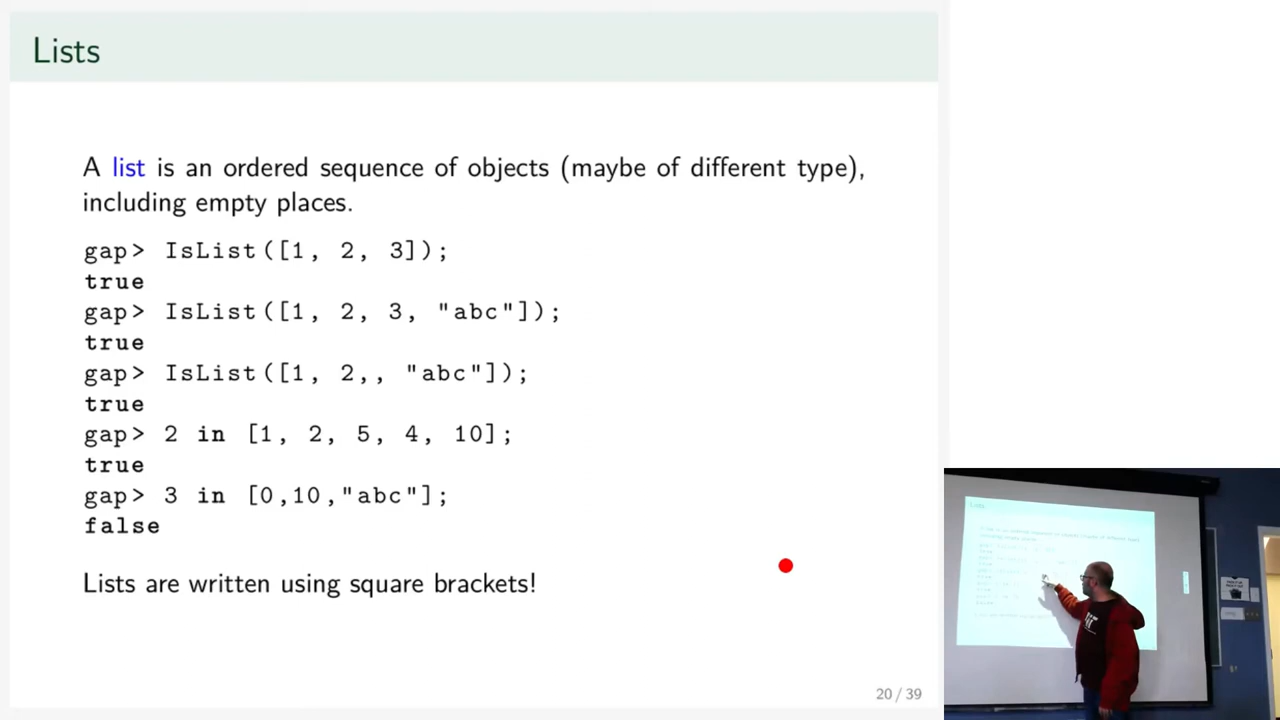 Lists
A list is an ordered sequence of objects (maybe of different type),
including empty places.
gap> IsList([1, 2, 3]);
true
gap> IsList([1, 2, 3, "abc"]);
true
gap> IsList([1, 2,, "abc"]);
true
gap> 2 in [1, 2, 5, 4, 10];
true
gap> 3 in [0,10,"abc"];
false
Lists are written using square brackets!
20 / 39
Lists